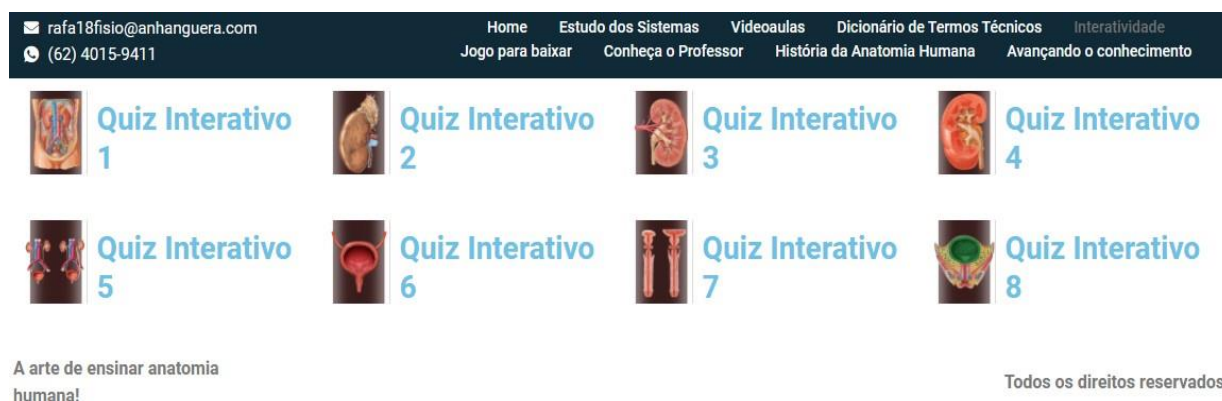 rafa18fisio@anhanguera.com
(62) 4015-9411
Home Estudo dos Sistemas Videoaulas Dicionário de Termos Técnicos Interatividade
Jogo para baixar Conheça o Professor História da Anatomia Humana Avançando o conhecimento
Quiz Interativo
1
Quiz Interativo
2
Quiz Interativo
3
Quiz Interativo
4
Quiz Interativo
5
Quiz Interativo
6
Quiz Interativo
7
Quiz Interativo
8
A arte de ensinar anatomia
humana!
Todos os direitos reservados